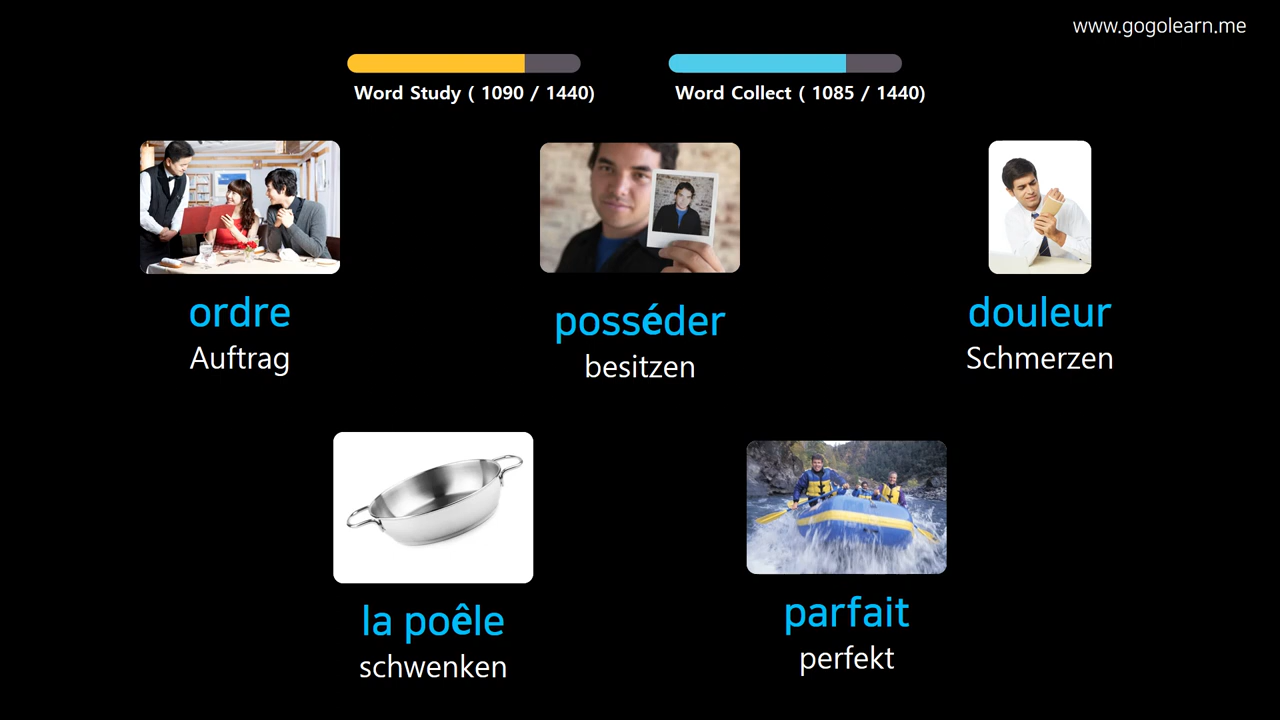 www.gogolearn.me
Word Study ( 1090 / 1440)
Word Collect ( 1085 / 1440)
ordre
Auftrag
posséder
besitzen
douleur
Schmerzen
la poêle
schwenken
parfait
perfekt